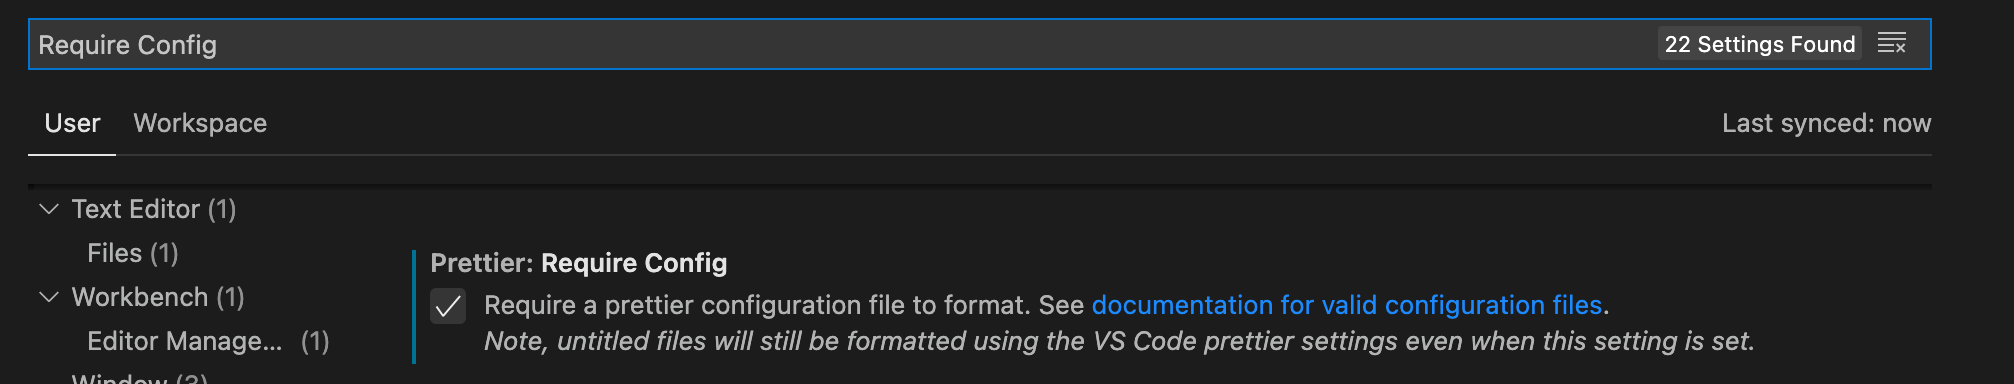 Require Config
22 Settings Found
User
Workspace
Last synced: now
Text Editor (1)
Files (1)
Workbench (1)
Editor Manage... (1)
Window (3)
Prettier: Require Config
Require a prettier configuration file to format. See documentation for valid configuration files.
Note, untitled files will still be formatted using the VS Code prettier settings even when this setting is set.